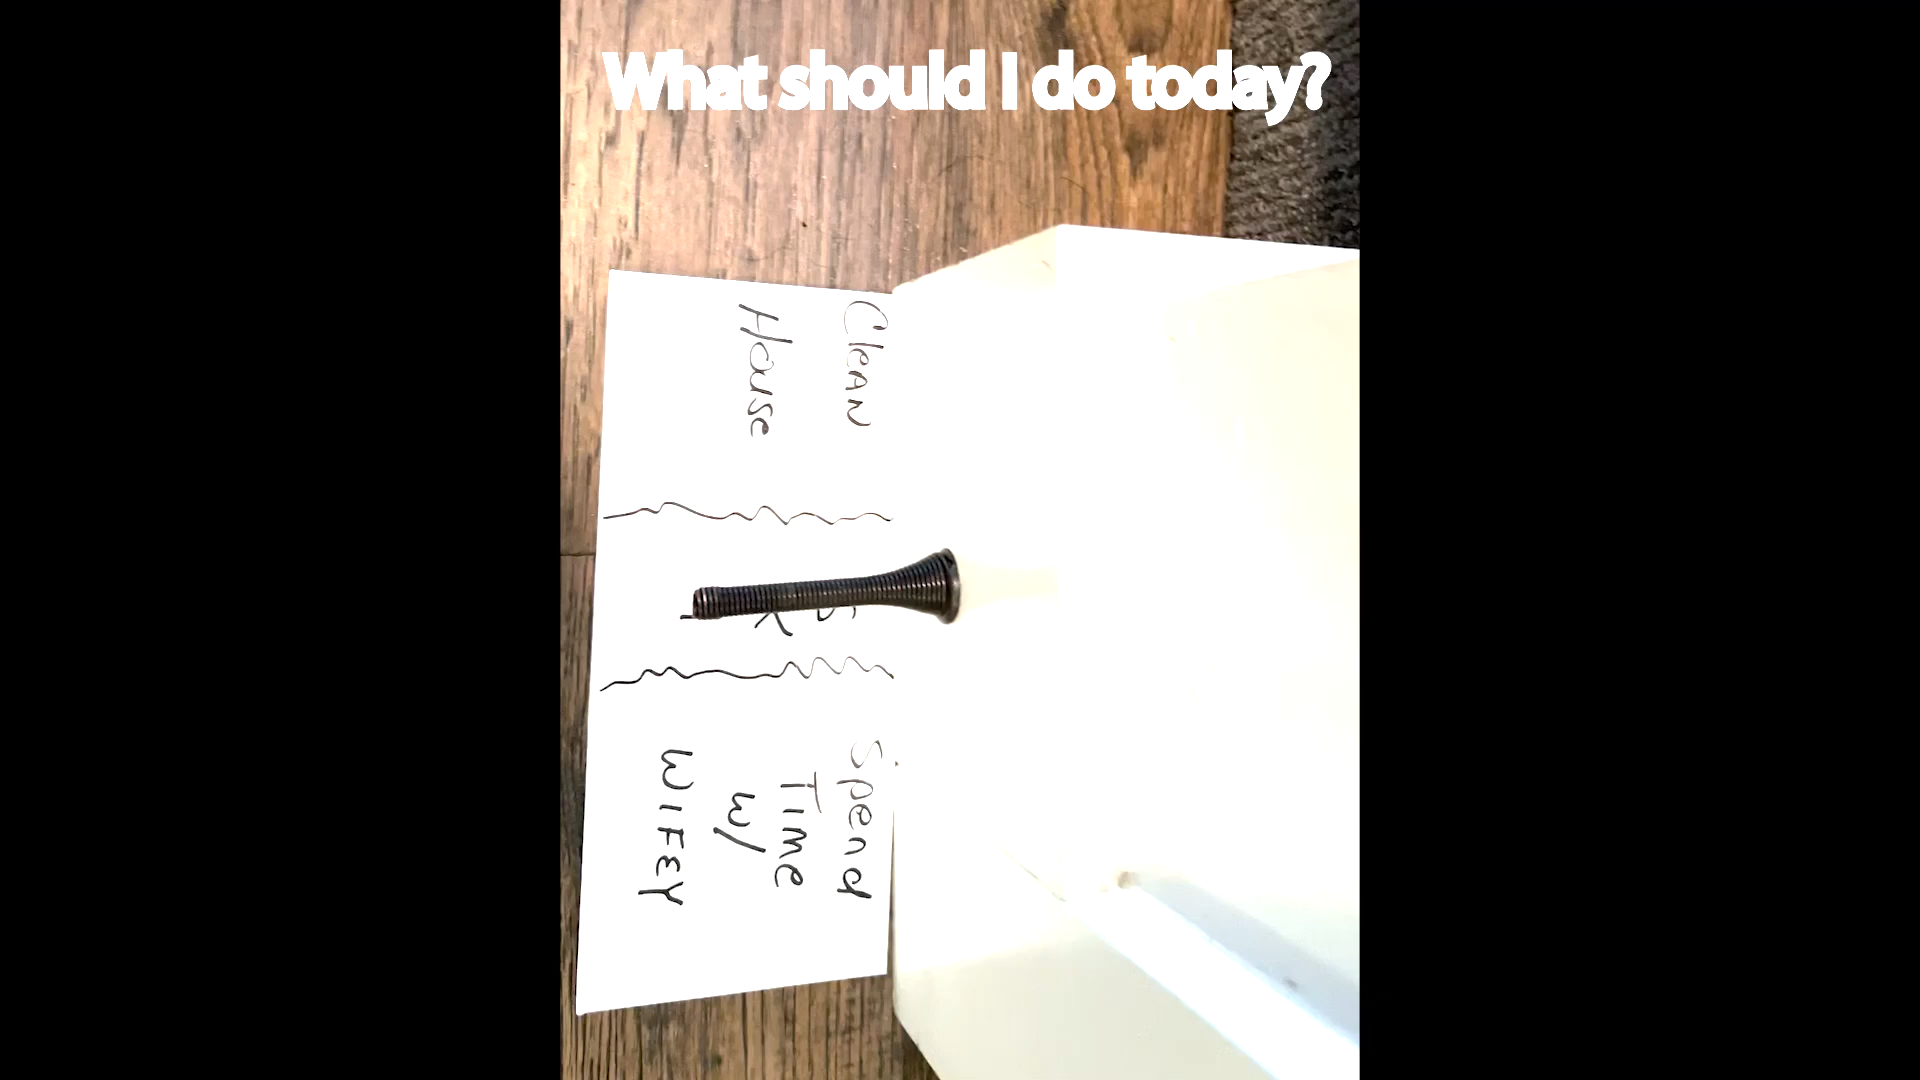 What should I do today?
Clean
House
Spend
Time
w/
WIFEY